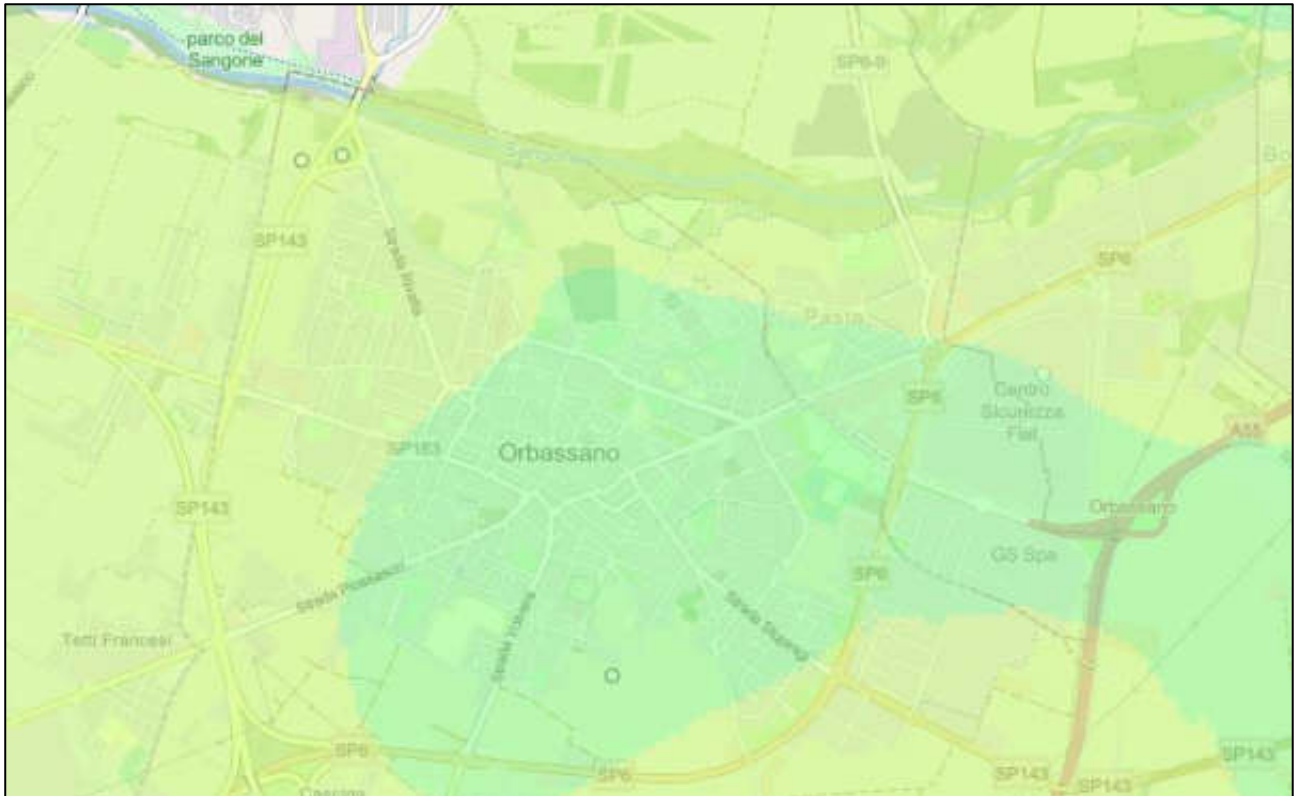 parco del
Sangone
SP6-B
SP143
Strada Rivalta
SP6
Pasta
SP6
Centro
Sicurezza
Fiat
A55
SP183
Orbassano
SP143
Orbassano
GS Spa
SP6
Strada Piossasco
Strada Volvera
Strada Stupinigi
Tetti Francesi
SP6
SP6
SP143
SP143
SP143